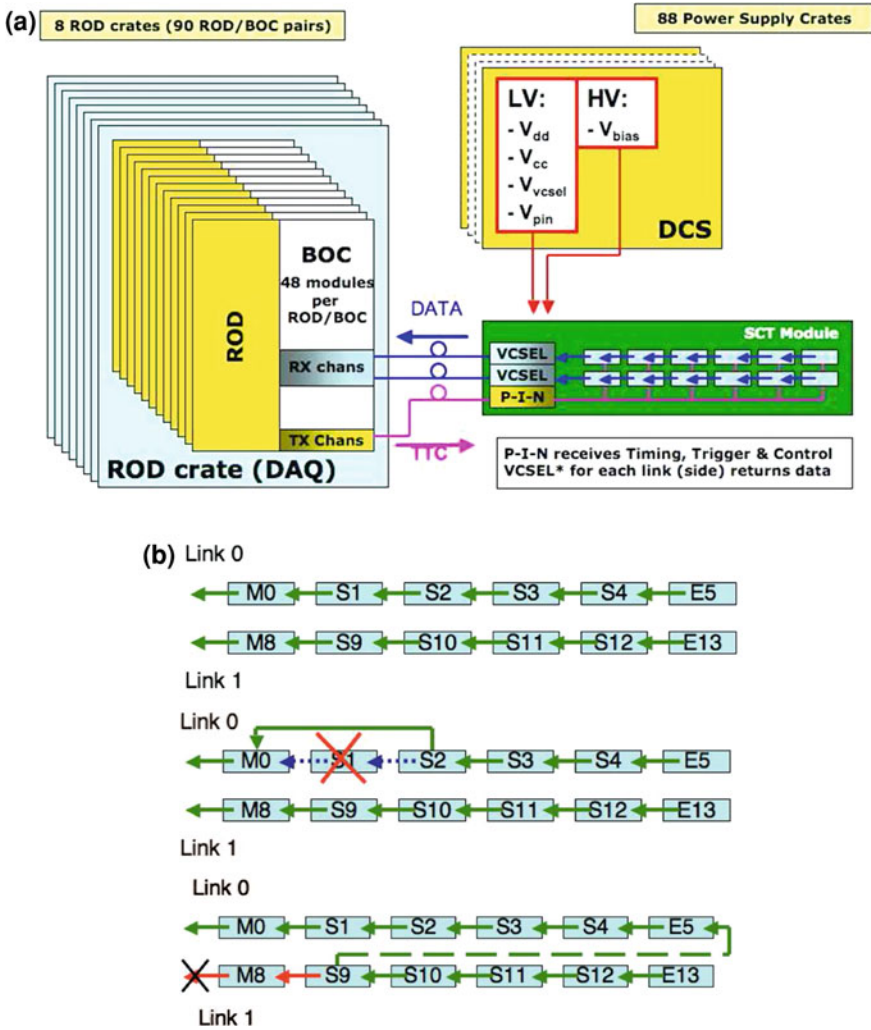 (a)
8 ROD crates (90 ROD/BOC pairs)
88 Power Supply Crates
LV:
- Vdd
- Vcc
- Vvcsel
- Vpin
HV:
- Vbias
DCS
ROD
BOC
48 modules
per
ROD/BOC
RX chans
TX Chans
ROD crate (DAQ)
DATA
TTC
SCT Module
VCSEL
VCSEL
P-I-N
P-I-N receives Timing, Trigger & Control
VCSEL* for each link (side) returns data
(b)
Link 0
M0 S1 S2 S3 S4 E5
M8 S9 S10 S11 S12 E13
Link 1
Link 0
M0 S1 S2 S3 S4 E5
M8 S9 S10 S11 S12 E13
Link 1
Link 0
M0 S1 S2 S3 S4 E5
M8 S9 S10 S11 S12 E13
Link 1